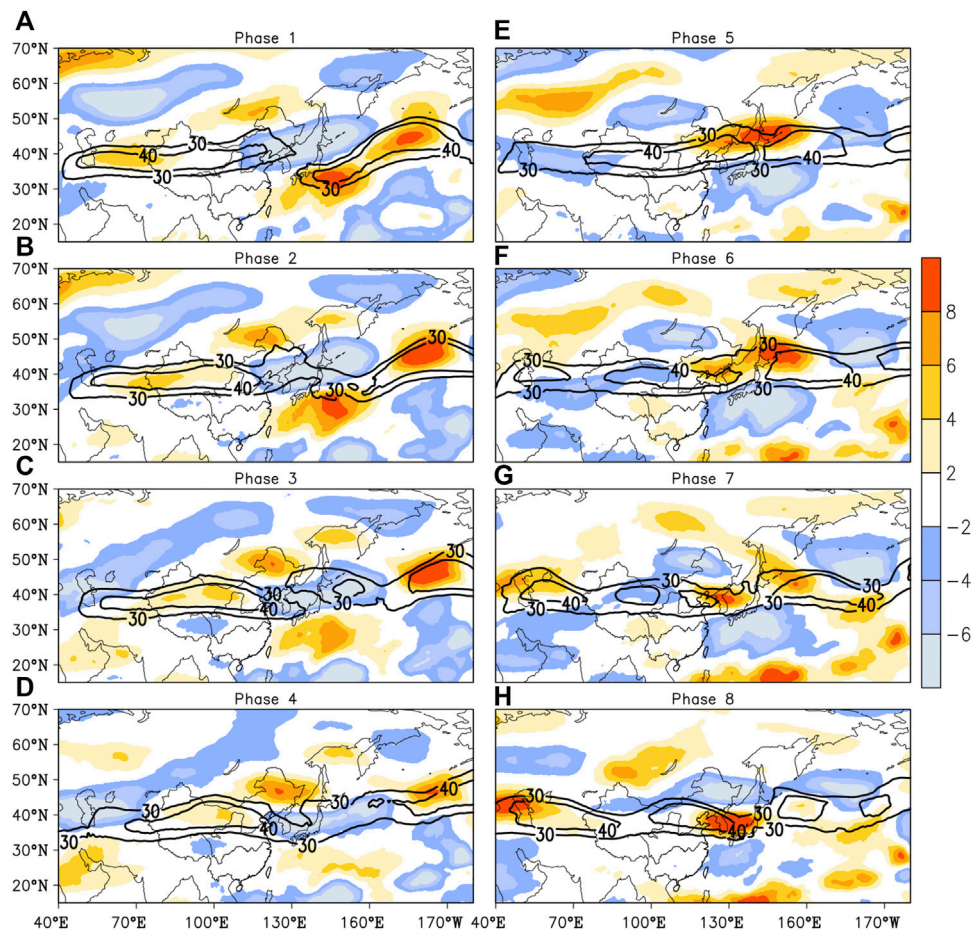 A
Phase 1
70°N
60°N
50°N
40°N
30°N
20°N
30
40
30
30
40
B
Phase 2
70°N
60°N
50°N
40°N
30°N
20°N
30
30
40
30
30
40
C
Phase 3
70°N
60°N
50°N
40°N
30°N
20°N
30
30
40
30
30
40
D
Phase 4
70°N
60°N
50°N
40°N
30°N
20°N
40
30
30
40
30
30
40°E
70°E
100°E
130°E
160°E
170°W
E
Phase 5
30
40
40
30
30
F
Phase 6
30
30
40
40
30
30
G
Phase 7
30
30
30
40
40
30
40
H
Phase 8
30
30
30
40
30
40
30
40°E
70°E
100°E
130°E
160°E
170°W
8
6
4
2
−2
−4
−6